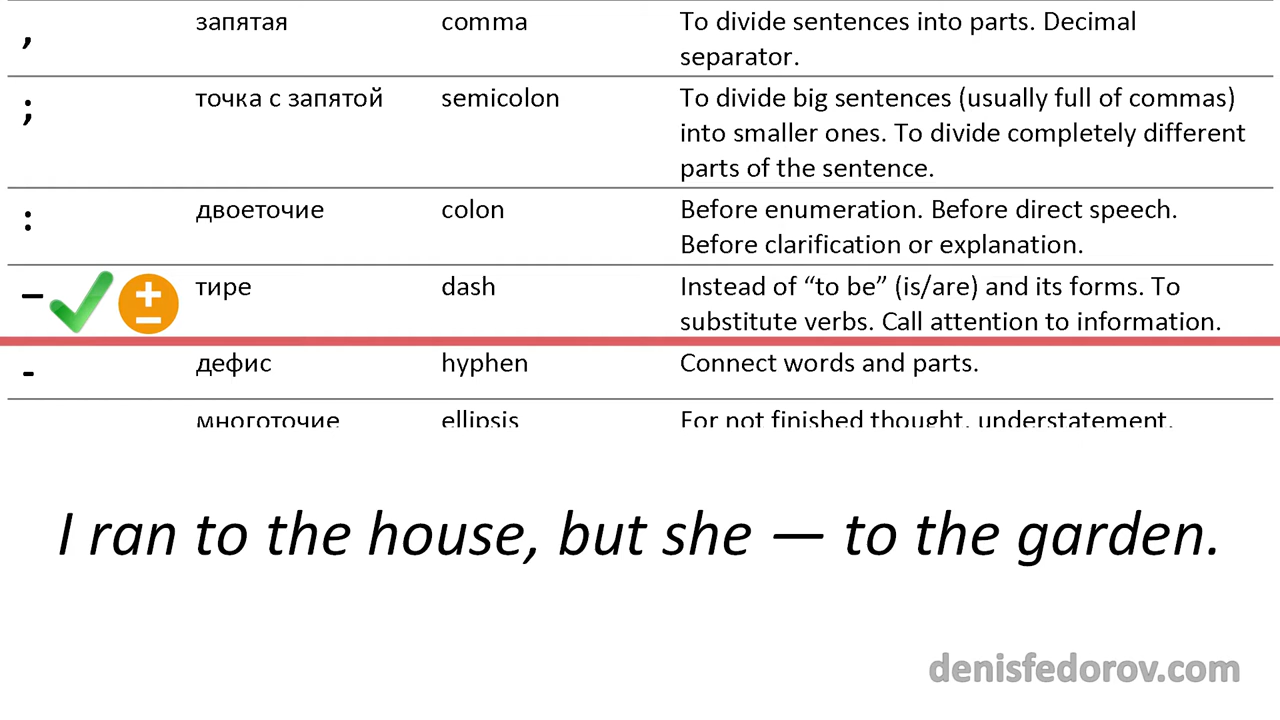 , запятая comma To divide sentences into parts. Decimal
separator.
; точка с запятой semicolon To divide big sentences (usually full of commas)
into smaller ones. To divide completely different
parts of the sentence.
: двоеточие colon Before enumeration. Before direct speech.
Before clarification or explanation.
– тире dash Instead of “to be” (is/are) and its forms. To
substitute verbs. Call attention to information.
- дефис hyphen Connect words and parts.
многоточие ellipsis For not finished thought, understatement.
I ran to the house, but she — to the garden.
denisfedorov.com